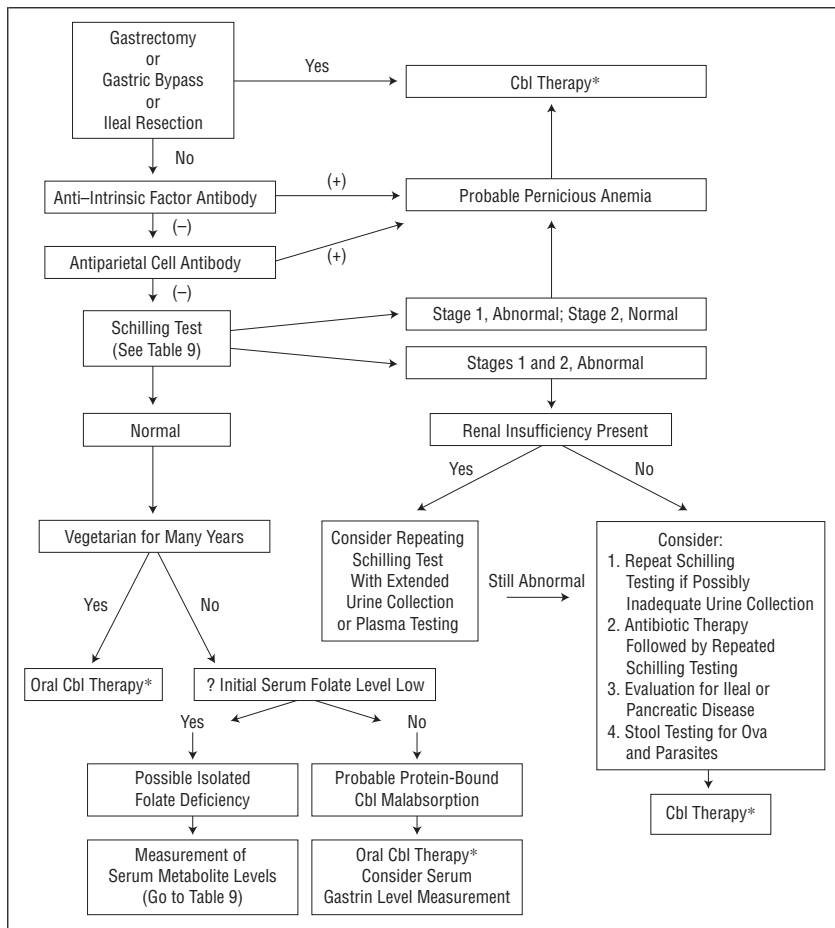 Gastrectomy
or
Gastric Bypass
or
Ileal Resection
Yes
Cbl Therapy*
No
Anti–Intrinsic Factor Antibody
(+)
Probable Pernicious Anemia
(–)
Antiparietal Cell Antibody
(+)
(–)
Schilling Test
(See Table 9)
Stage 1, Abnormal; Stage 2, Normal
Stages 1 and 2, Abnormal
Normal
Renal Insufficiency Present
Yes
No
Vegetarian for Many Years
Consider Repeating
Schilling Test
With Extended
Urine Collection
or Plasma Testing
Still Abnormal
Consider:
1. Repeat Schilling
Testing if Possibly
Inadequate Urine Collection
2. Antibiotic Therapy
Followed by Repeated
Schilling Testing
3. Evaluation for Ileal or
Pancreatic Disease
4. Stool Testing for Ova
and Parasites
Yes
No
Oral Cbl Therapy*
? Initial Serum Folate Level Low
Yes
No
Possible Isolated
Folate Deficiency
Probable Protein-Bound
Cbl Malabsorption
Cbl Therapy*
Measurement of
Serum Metabolite Levels
(Go to Table 9)
Oral Cbl Therapy*
Consider Serum
Gastrin Level Measurement